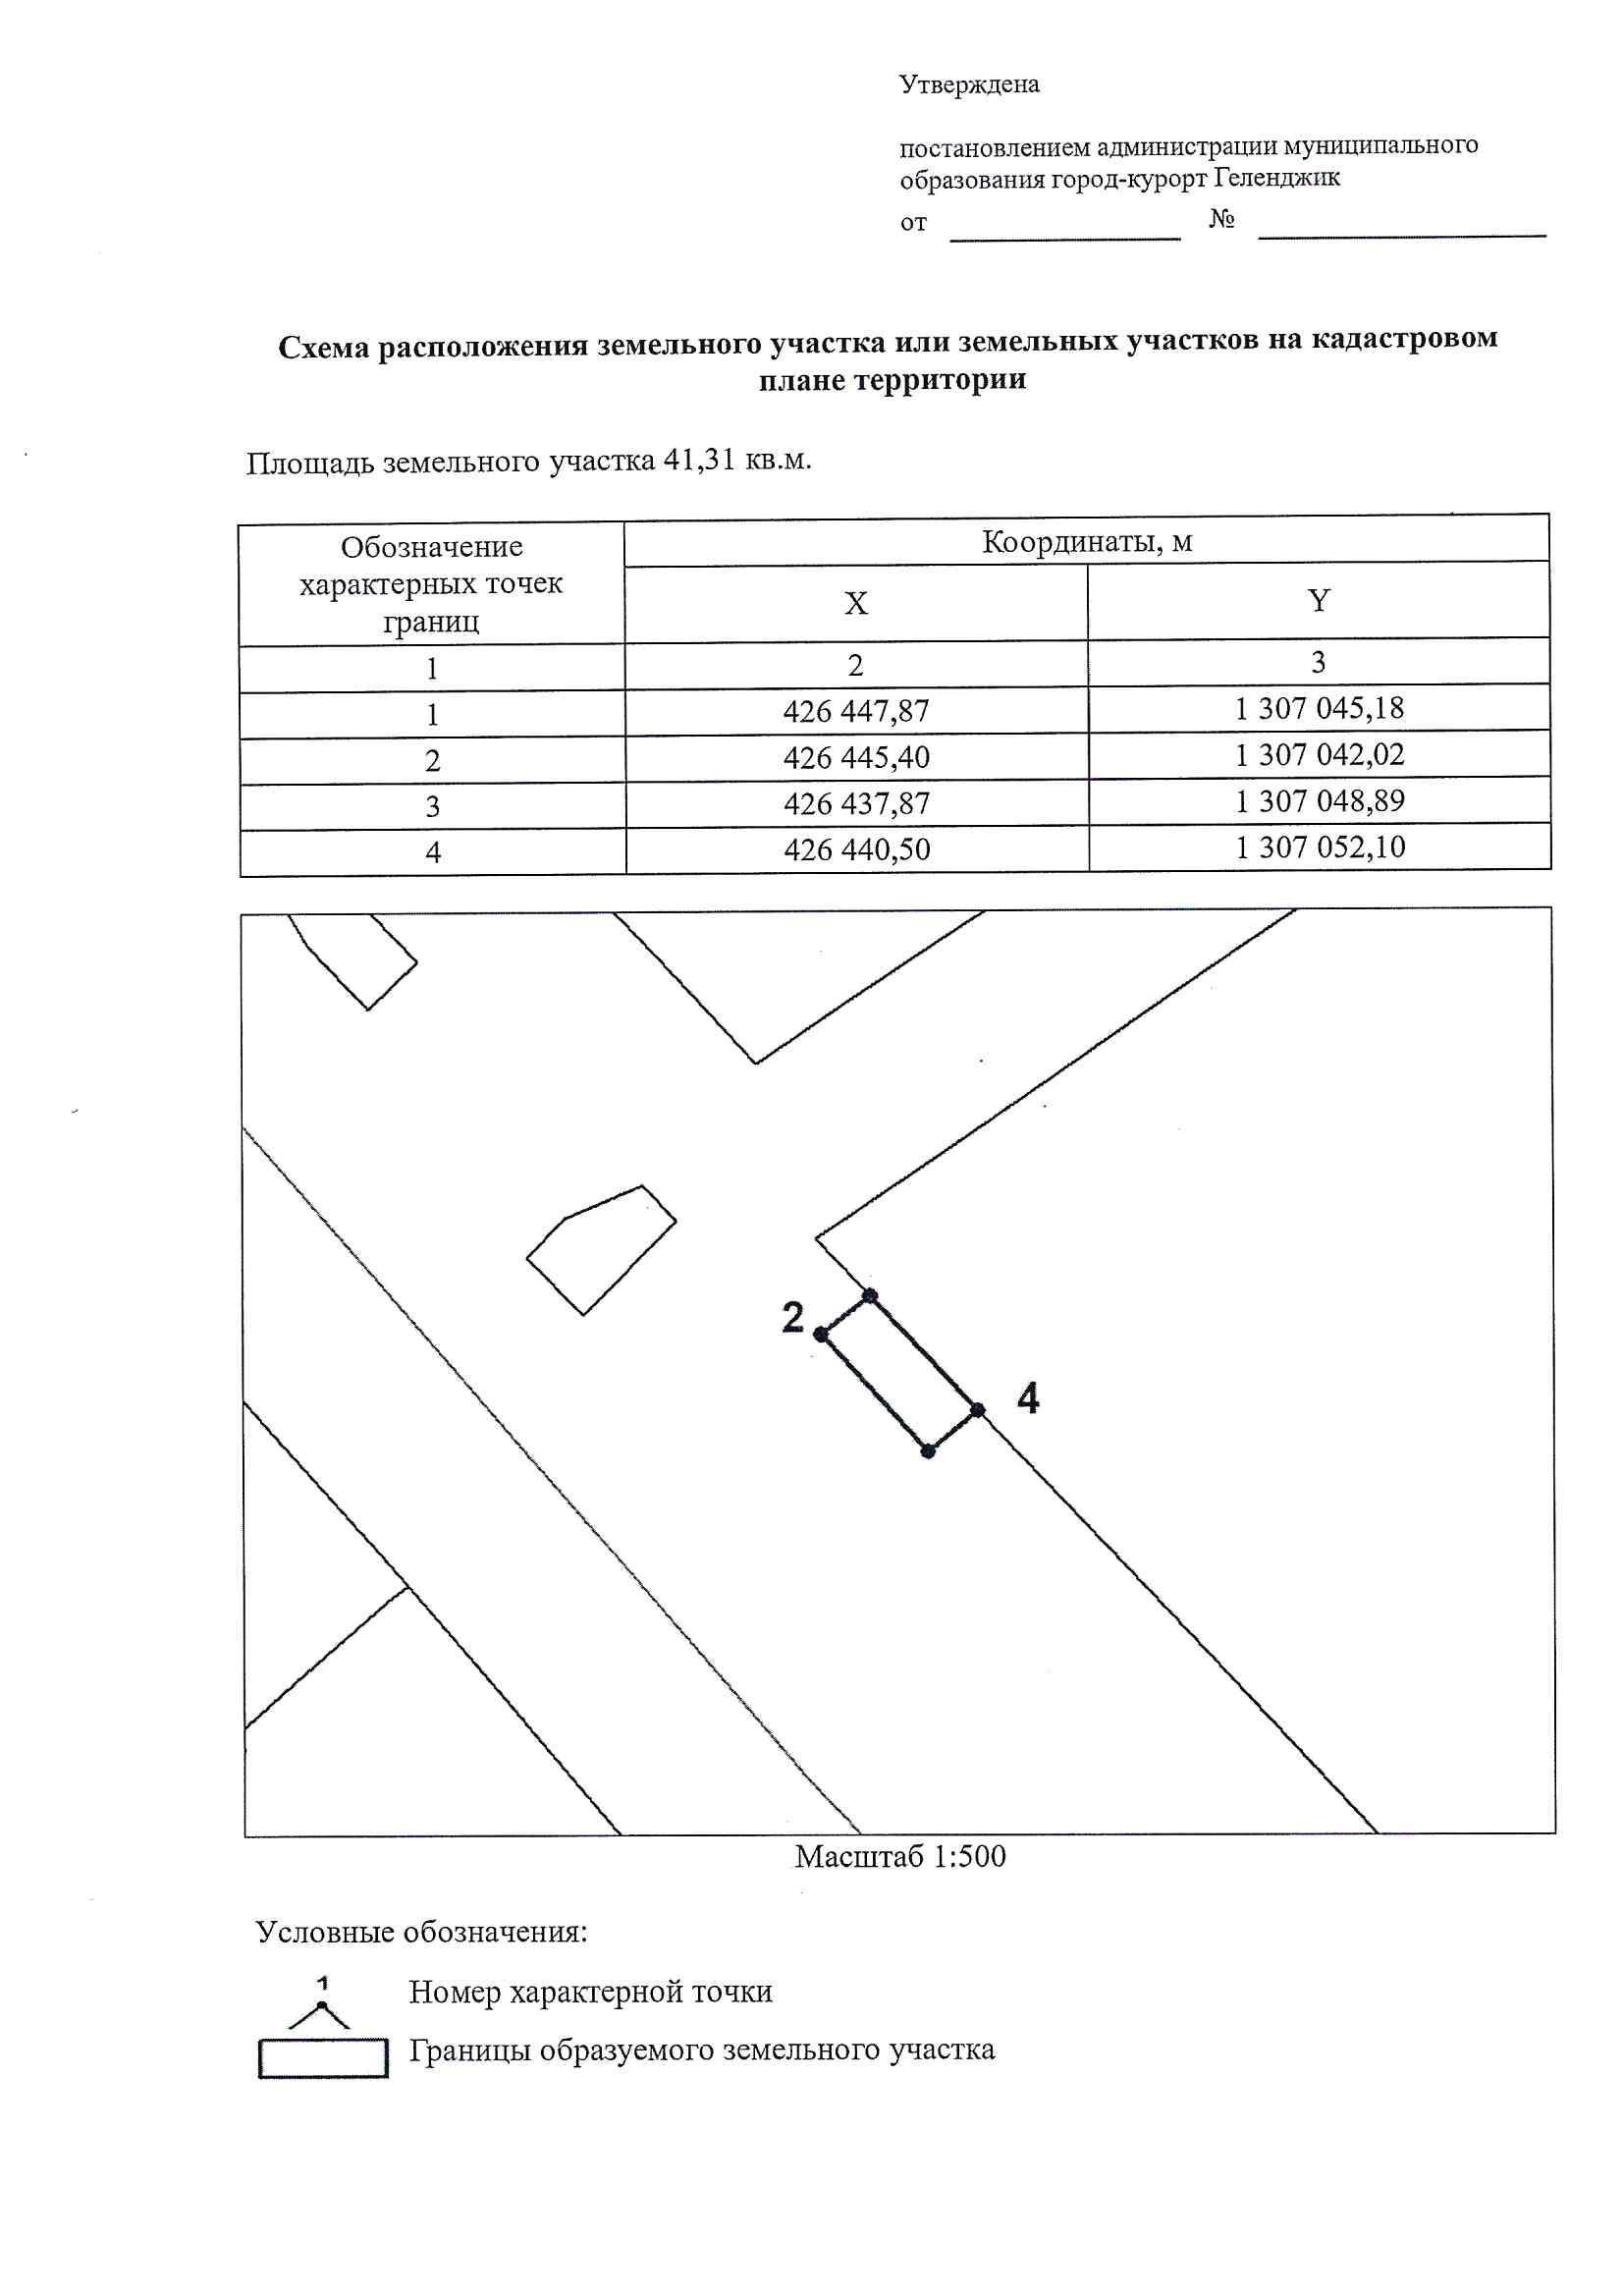 Утверждена
постановлением администрации муниципального
образования город-курорт Геленджик
от № 
Схема расположения земельного участка или земельных участков на кадастровом
плане территории
Площадь земельного участка 41,31 кв.м.
Обозначение
характерных точек
границ
Координаты, м
X Y
1 2 3
1 426 447,87 1 307 045,18
2 426 445,40 1 307 042,02
3 426 437,87 1 307 048,89
4 426 440,50 1 307 052,10
2
4
Масштаб 1:500
Условные обозначения:
1
Номер характерной точки
Границы образуемого земельного участка